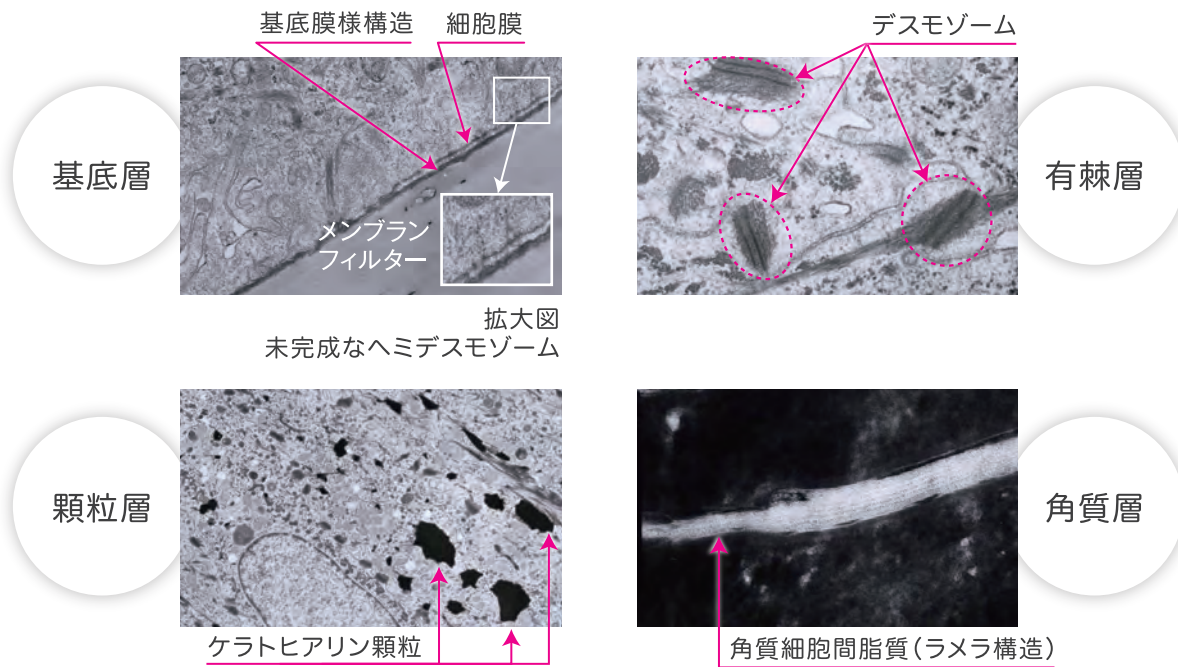 基底膜様構造
細胞膜
デスモゾーム
基底層
有棘層
メンブラン
フィルター
拡大図
未完成なヘミデスモゾーム
顆粒層
角質層
ケラトヒアリン顆粒
角質細胞間脂質(ラメラ構造)